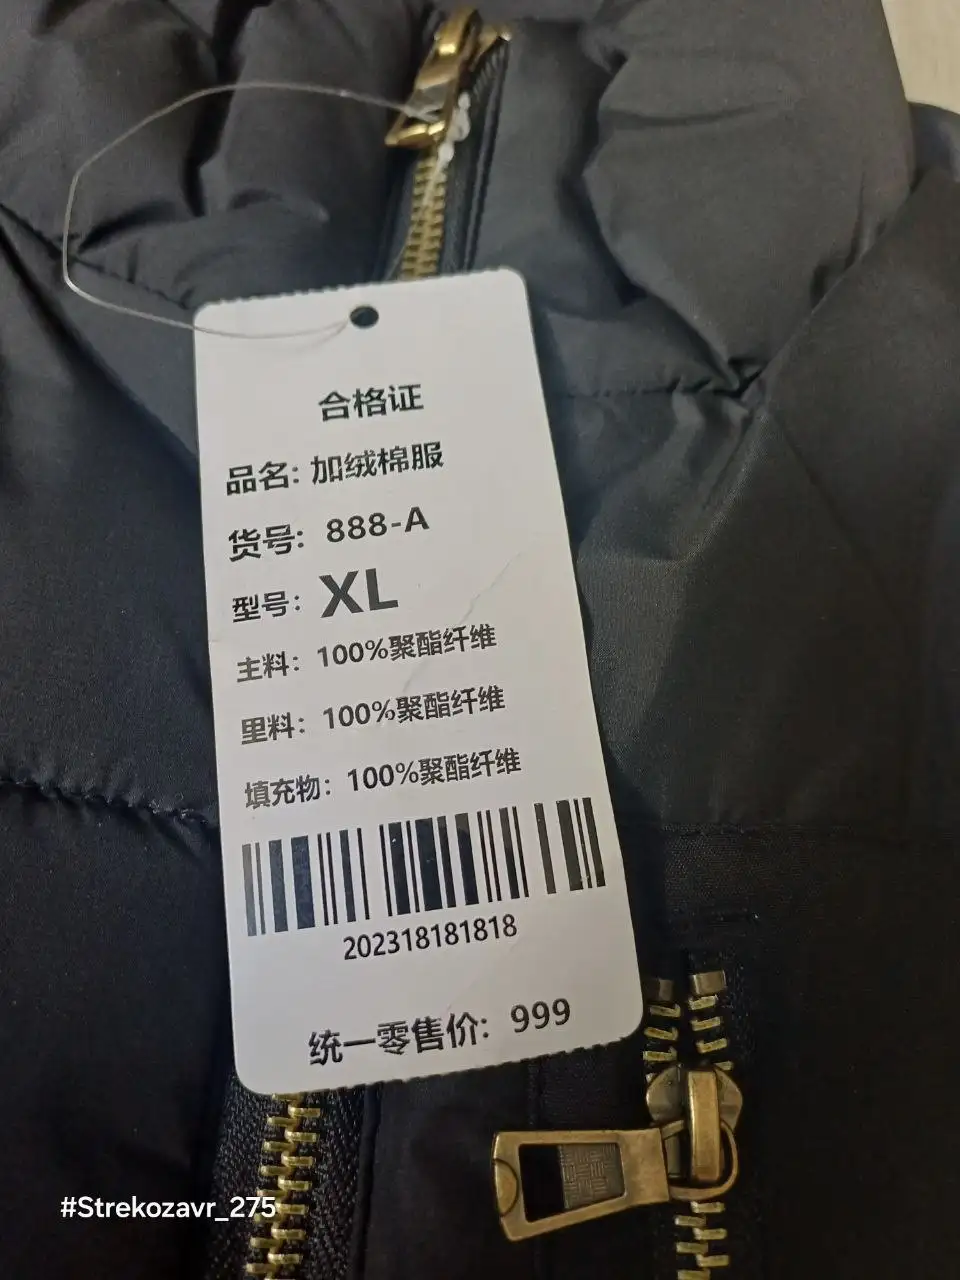 合格证
品名: 加绒棉服
货号: 888-A
型号: XL
主料: 100%聚酯纤维
里料: 100%聚酯纤维
填充物: 100%聚酯纤维
202318181818
统一零售价: 999
#Strekozavr_275